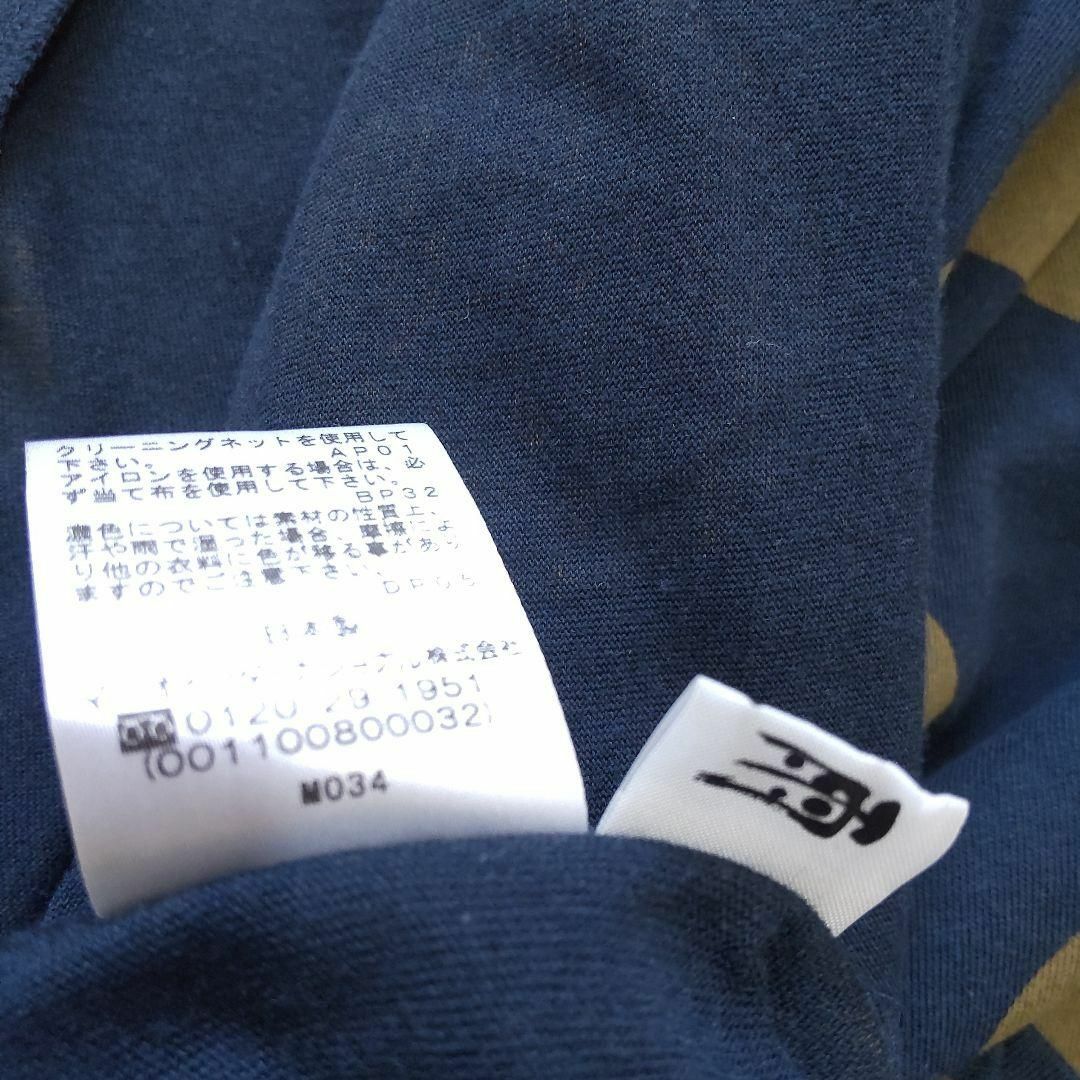 クリーニングネットを使用して
下さい。 AP01
アイロンを使用する場合は、必
ず当て布を使用して下さい。
BP32
濃色については素材の性質上、
汗や雨で湿った場合、摩擦によ
り他の衣料に色が移る事があり
ますのでご注意下さい。
DP05
日本製
株式会社
0120 29 1951
(001100800032)
M034